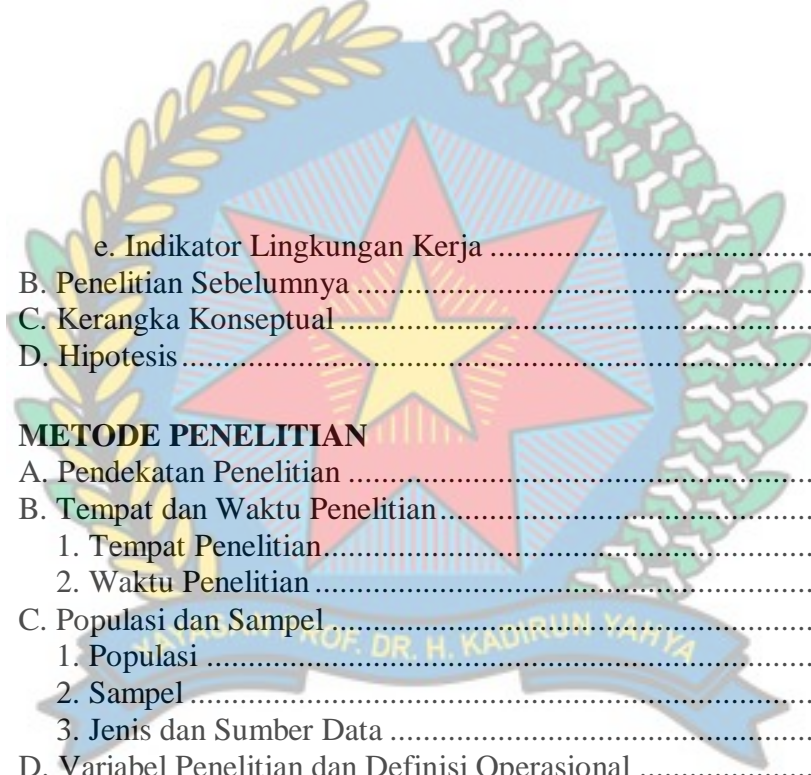 e. Indikator Lingkungan Kerja ........................................
B. Penelitian Sebelumnya ........................................................
C. Kerangka Konseptual ..........................................................
D. Hipotesis ............................................................................
METODE PENELITIAN
A. Pendekatan Penelitian .........................................................
B. Tempat dan Waktu Penelitian .............................................
1. Tempat Penelitian ............................................................
2. Waktu Penelitian .............................................................
C. Populasi dan Sampel ...........................................................
YAYASAN PROF. DR. H. KADIRUN YAHYA
1. Populasi ..........................................................................
2. Sampel ............................................................................
3. Jenis dan Sumber Data ....................................................
D. Variabel Penelitian dan Definisi Operasional ......................